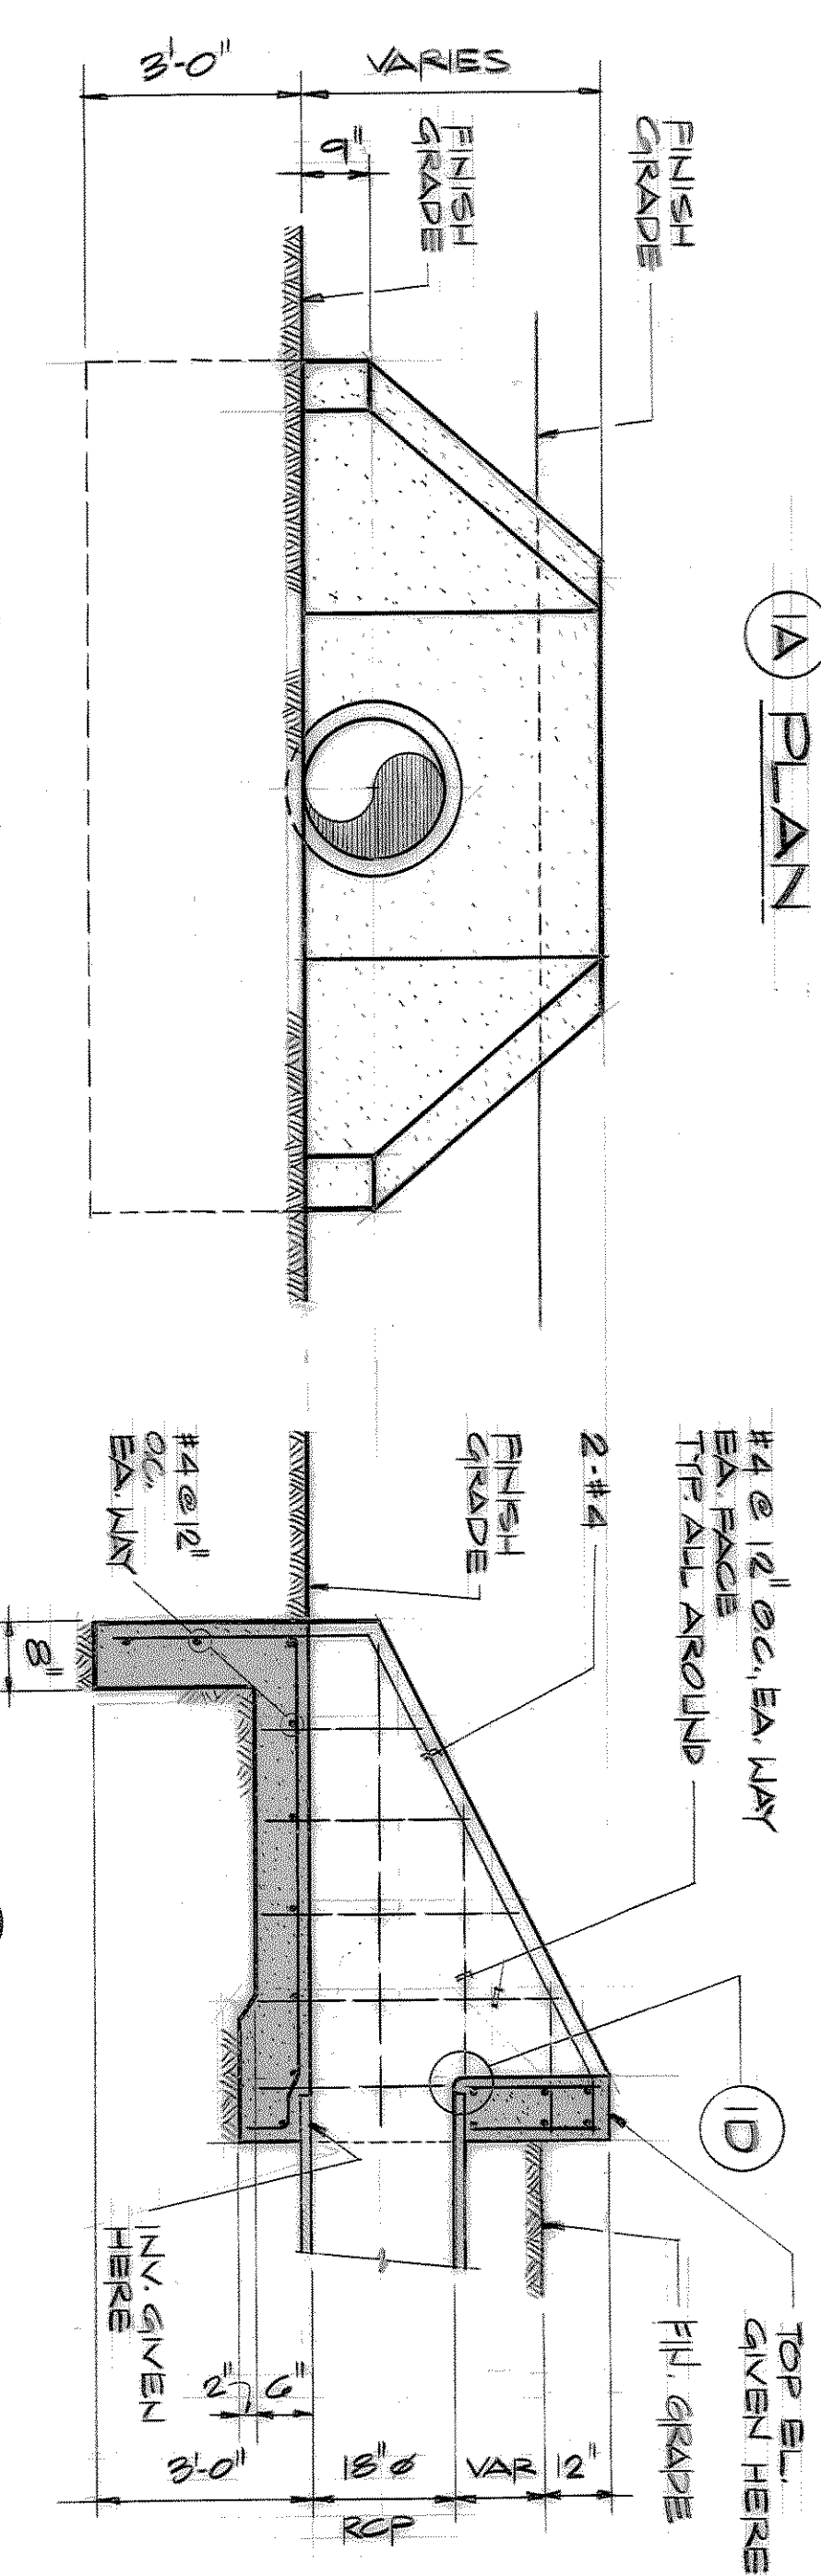 1A PLAN
FINISH
GRADE
VARIES
3'-0"
9"
FINISH
GRADE
#4 @ 12" O.C., EA. WAY
EA. FACE
TYP. ALL AROUND
2-#4
FINISH
GRADE
#4 @ 12"
O.C.
EA. WAY
8"
1D
TOP EL.
GIVEN HERE
FIN. GRADE
INV. GIVEN
HERE
2"
6"
3'-0"
18"ø
RCP
VAR
12"